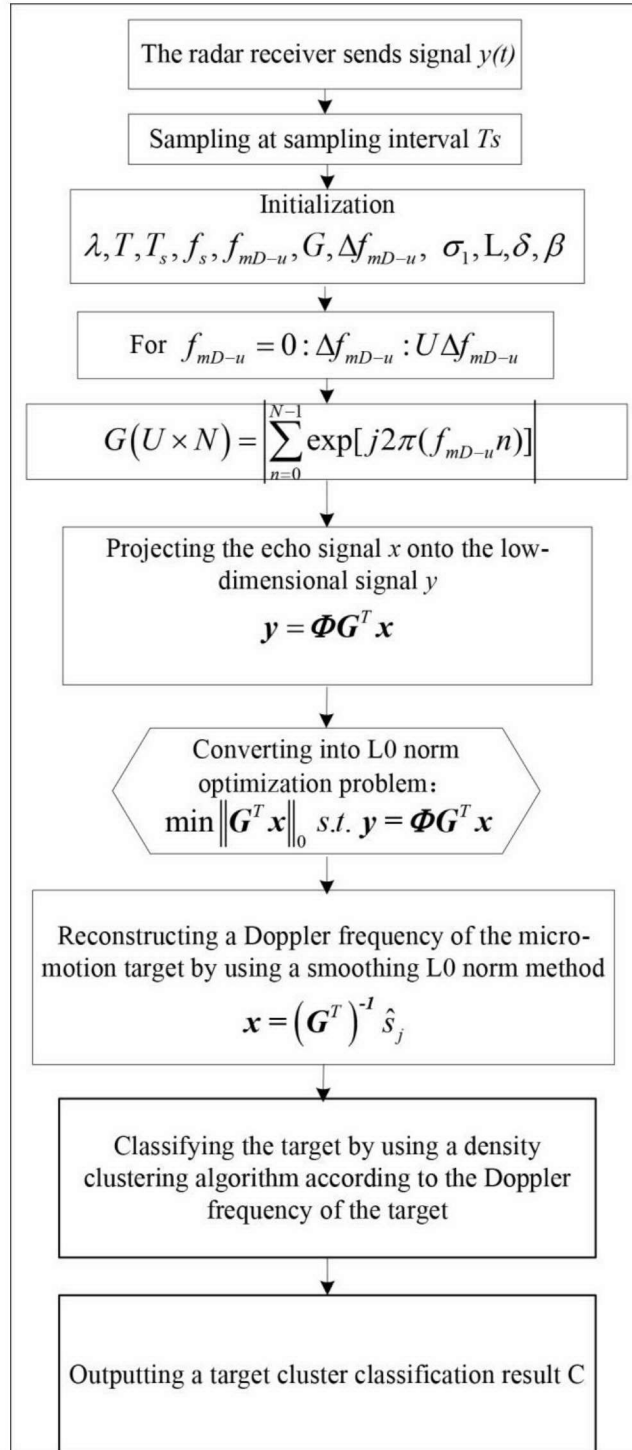 The radar receiver sends signal y(t)
Sampling at sampling interval Ts
Initialization
λ, T, T_s, f_s, f_{mD-u}, G, Δf_{mD-u}, σ_1, L, δ, β
For f_{mD-u} = 0 : Δf_{mD-u} : UΔf_{mD-u}
G(U × N) = |∑_{n=0}^{N-1} exp[j2π(f_{mD-u}n)]|
Projecting the echo signal x onto the low-
dimensional signal y
y = ΦG^T x
Converting into L0 norm
optimization problem:
min ‖G^T x‖_0 s.t. y = ΦG^T x
Reconstructing a Doppler frequency of the micro-
motion target by using a smoothing L0 norm method
x = (G^T)^{-1} ŝ_j
Classifying the target by using a density
clustering algorithm according to the Doppler
frequency of the target
Outputting a target cluster classification result C